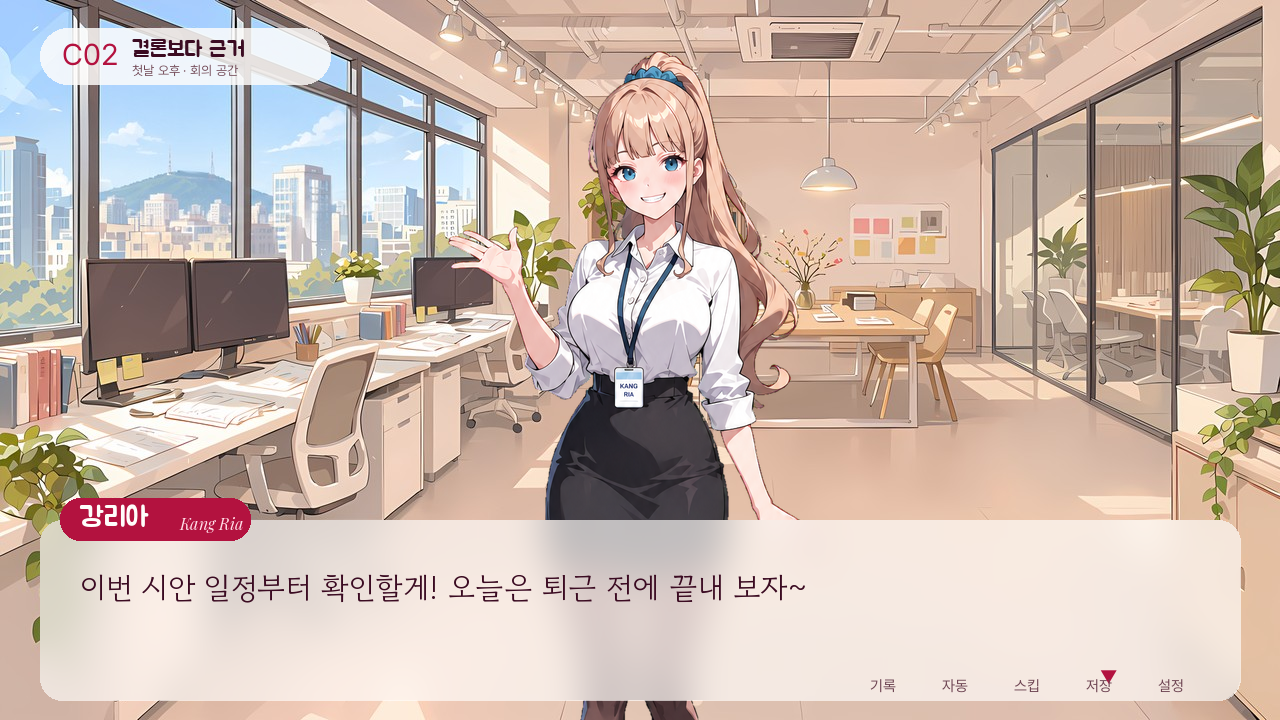 C02
결론보다 근거
첫날 오후 · 회의 공간
KANG
RIA
강리아 Kang Ria
이번 시안 일정부터 확인할게! 오늘은 퇴근 전에 끝내 보자~
기록 자동 스킵 저장 설정